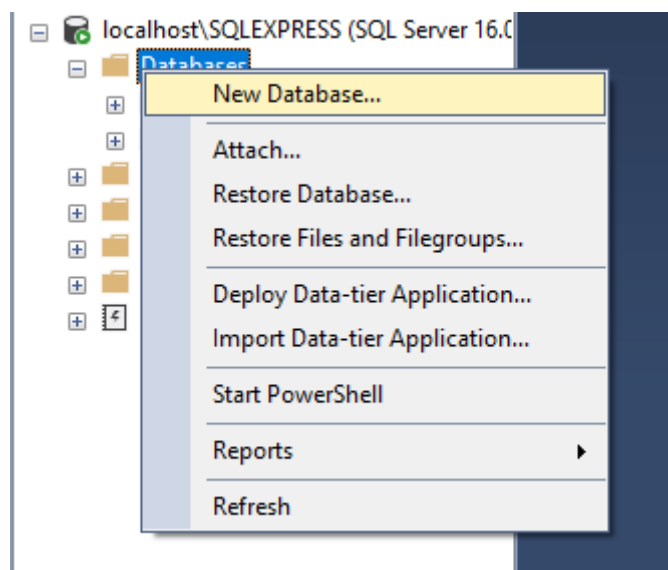 localhost\SQLEXPRESS (SQL Server 16.0
Databases
New Database...
Attach...
Restore Database...
Restore Files and Filegroups...
Deploy Data-tier Application...
Import Data-tier Application...
Start PowerShell
Reports
Refresh